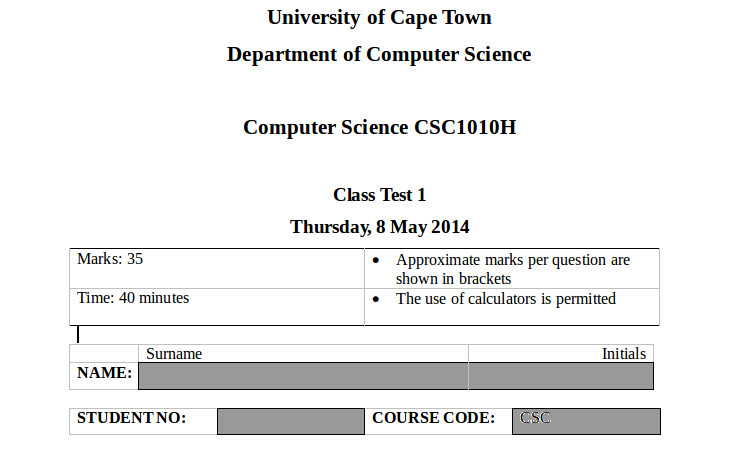 University of Cape Town
Department of Computer Science
Computer Science CSC1010H
Class Test 1
Thursday, 8 May 2014
Marks: 35
• Approximate marks per question are
shown in brackets
Time: 40 minutes
• The use of calculators is permitted
Surname Initials
NAME:
STUDENT NO: COURSE CODE: CSC